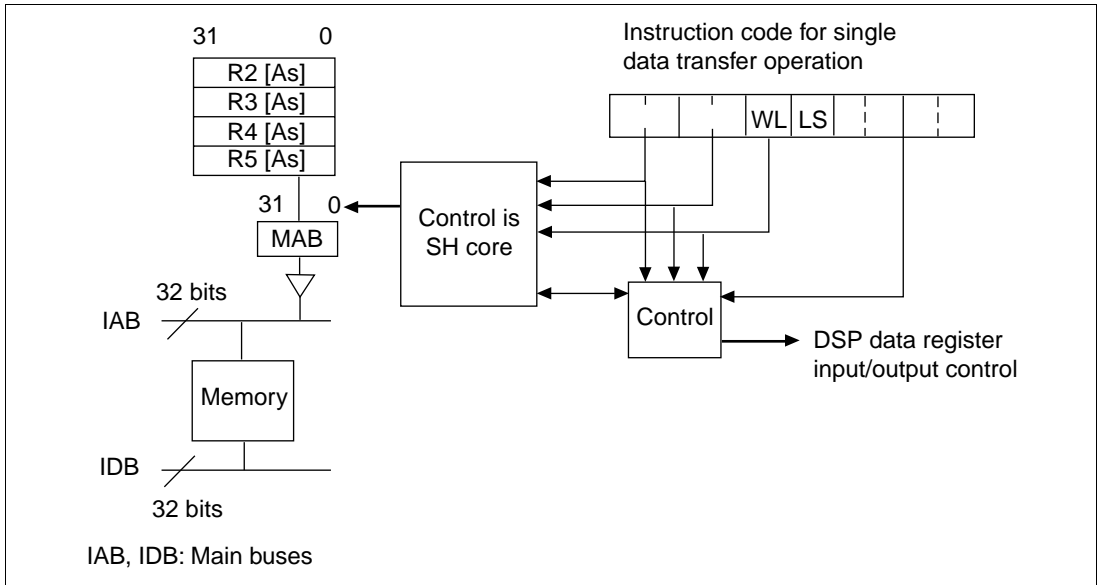 31 0
R2 [As]
R3 [As]
R4 [As]
R5 [As]
31 0
MAB
32 bits
IAB
Memory
IDB
32 bits
IAB, IDB: Main buses
Control is
SH core
Instruction code for single
data transfer operation
WL LS
Control
DSP data register
input/output control